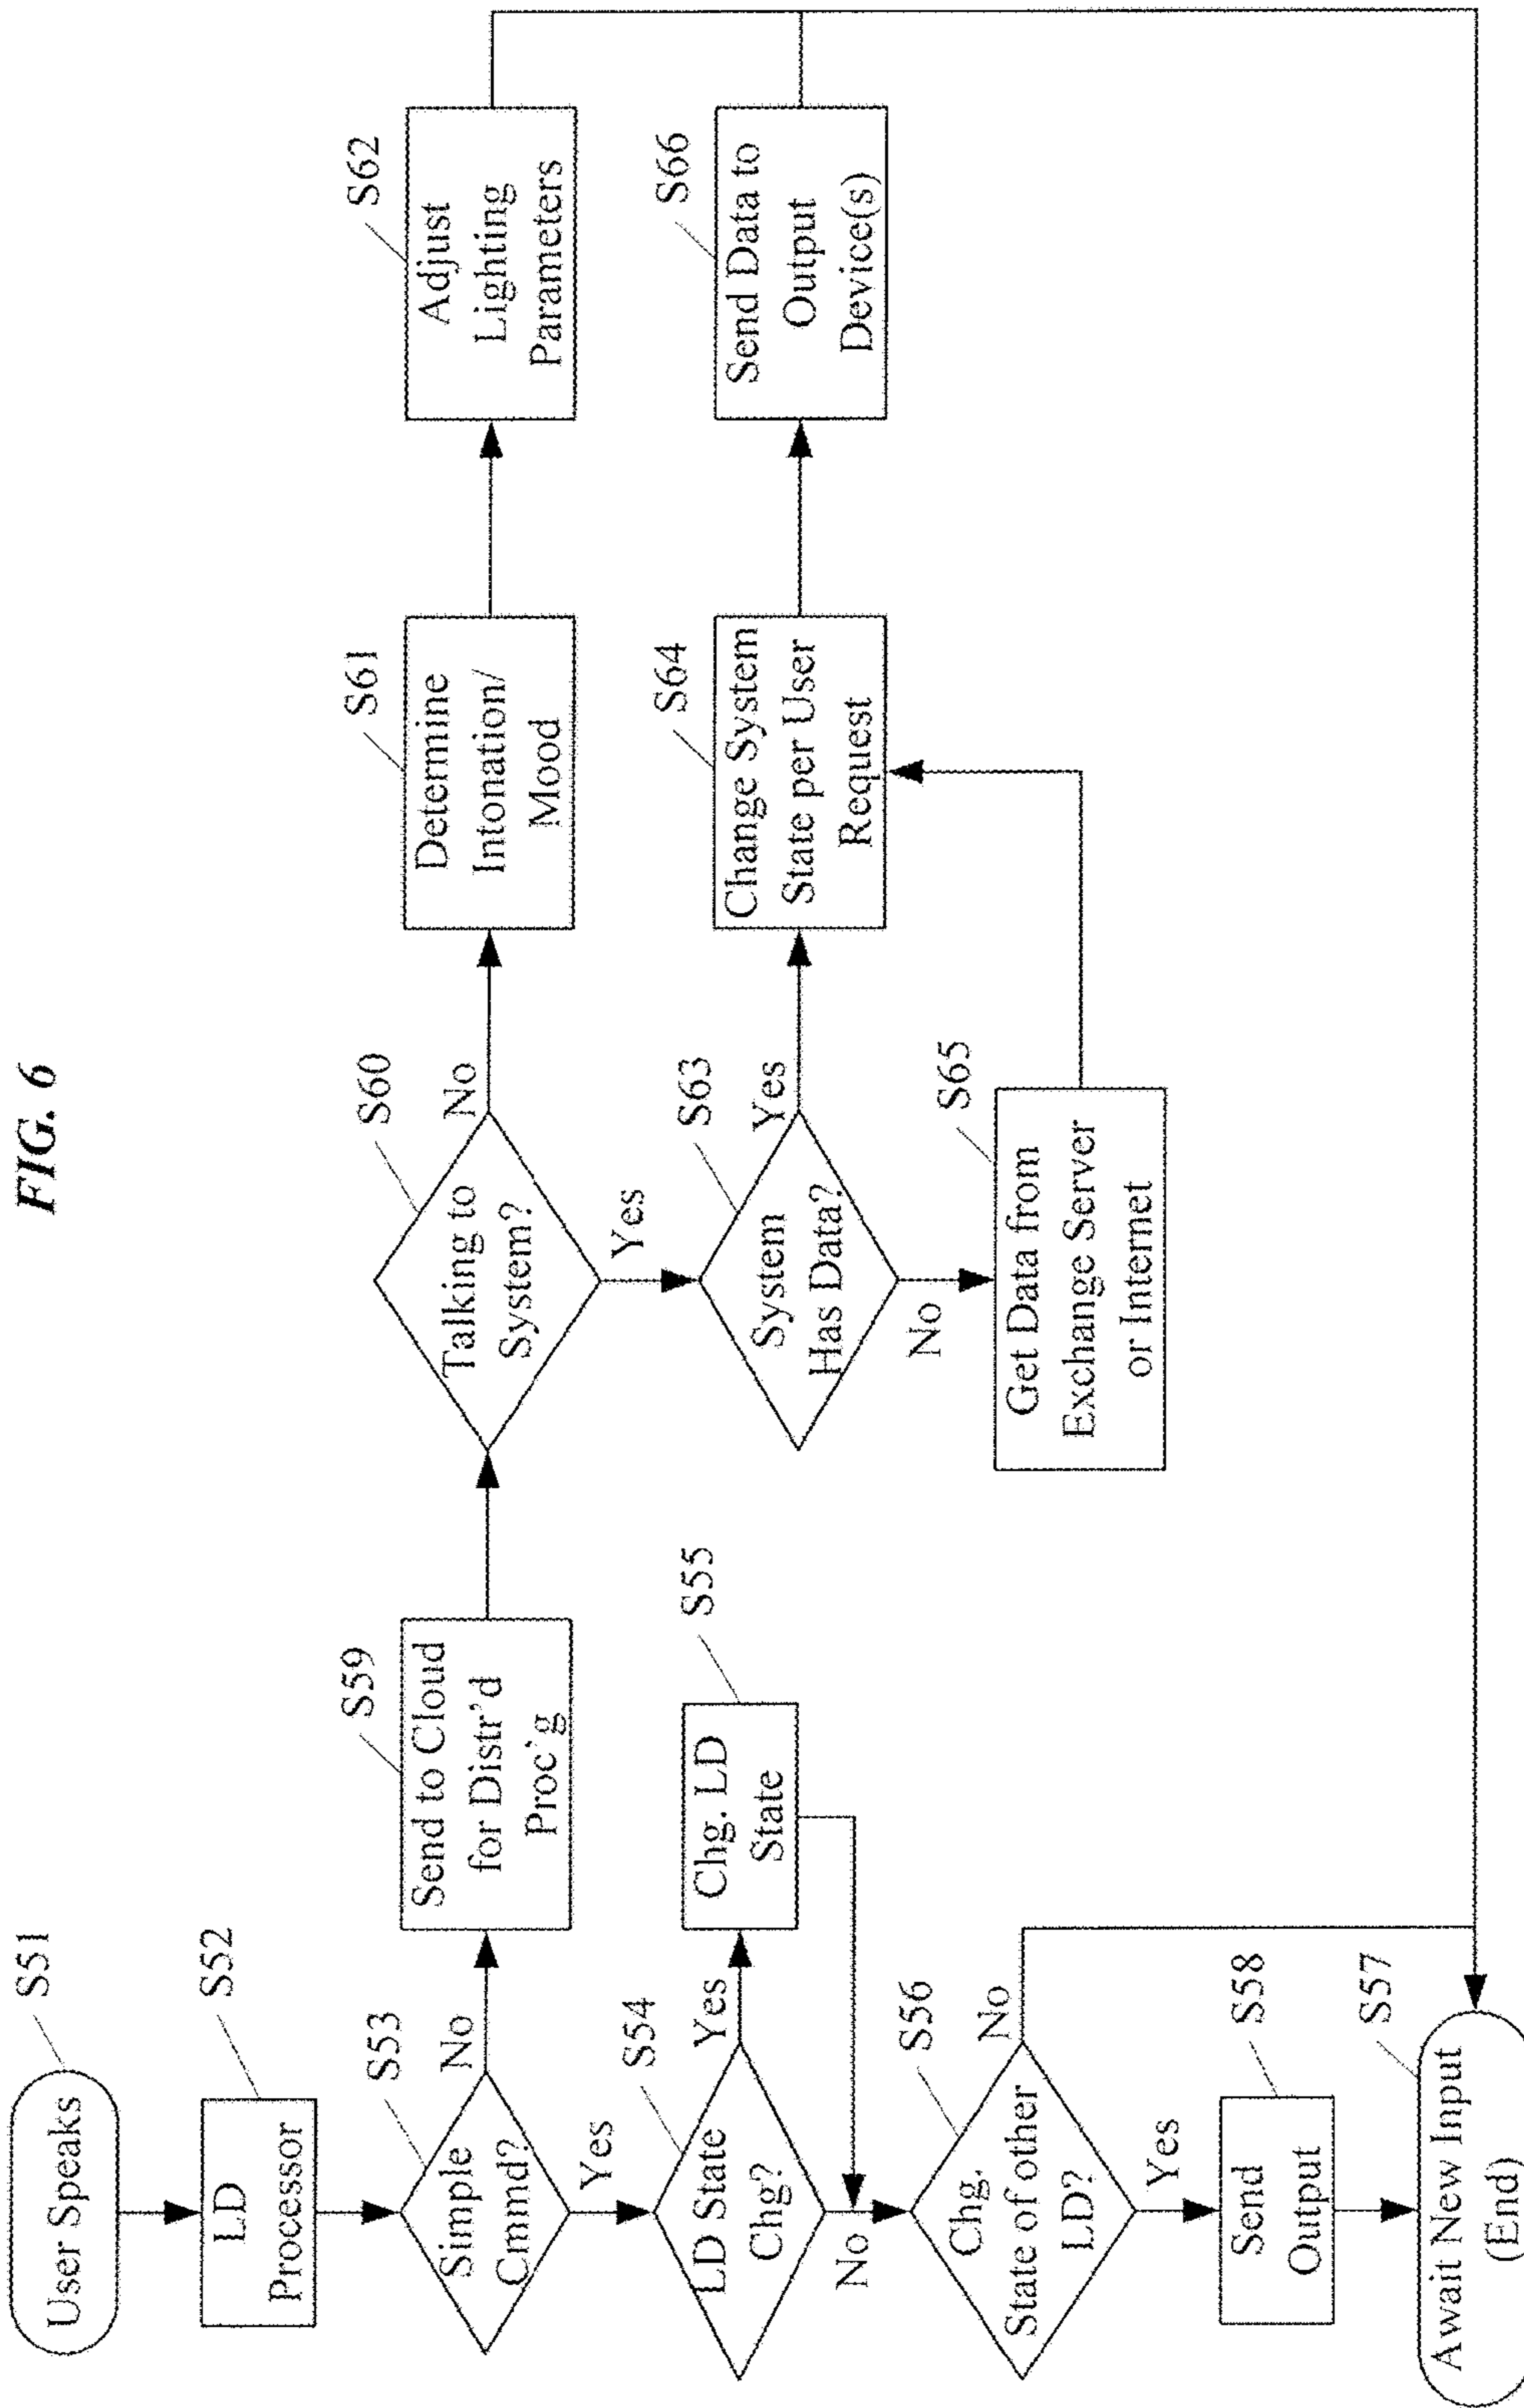 FIG. 6
S51
User Speaks
S52
LD
Processor
S53
Simple
Cmmd?
No
Yes
S59
Send to Cloud
for Distr'd
Proc'g
S60
Talking to
System?
No
Yes
S61
Determine
Intonation/
Mood
S62
Adjust
Lighting
Parameters
S54
LD State
Chg?
Yes
No
S55
Chg. LD
State
S63
System
Has Data?
Yes
No
S64
Change System
State per User
Request
S66
Send Data to
Output
Device(s)
S65
Get Data from
Exchange Server
or Internet
S56
Chg.
State of other
LD?
No
Yes
S58
Send
Output
S57
Await New Input
(End)